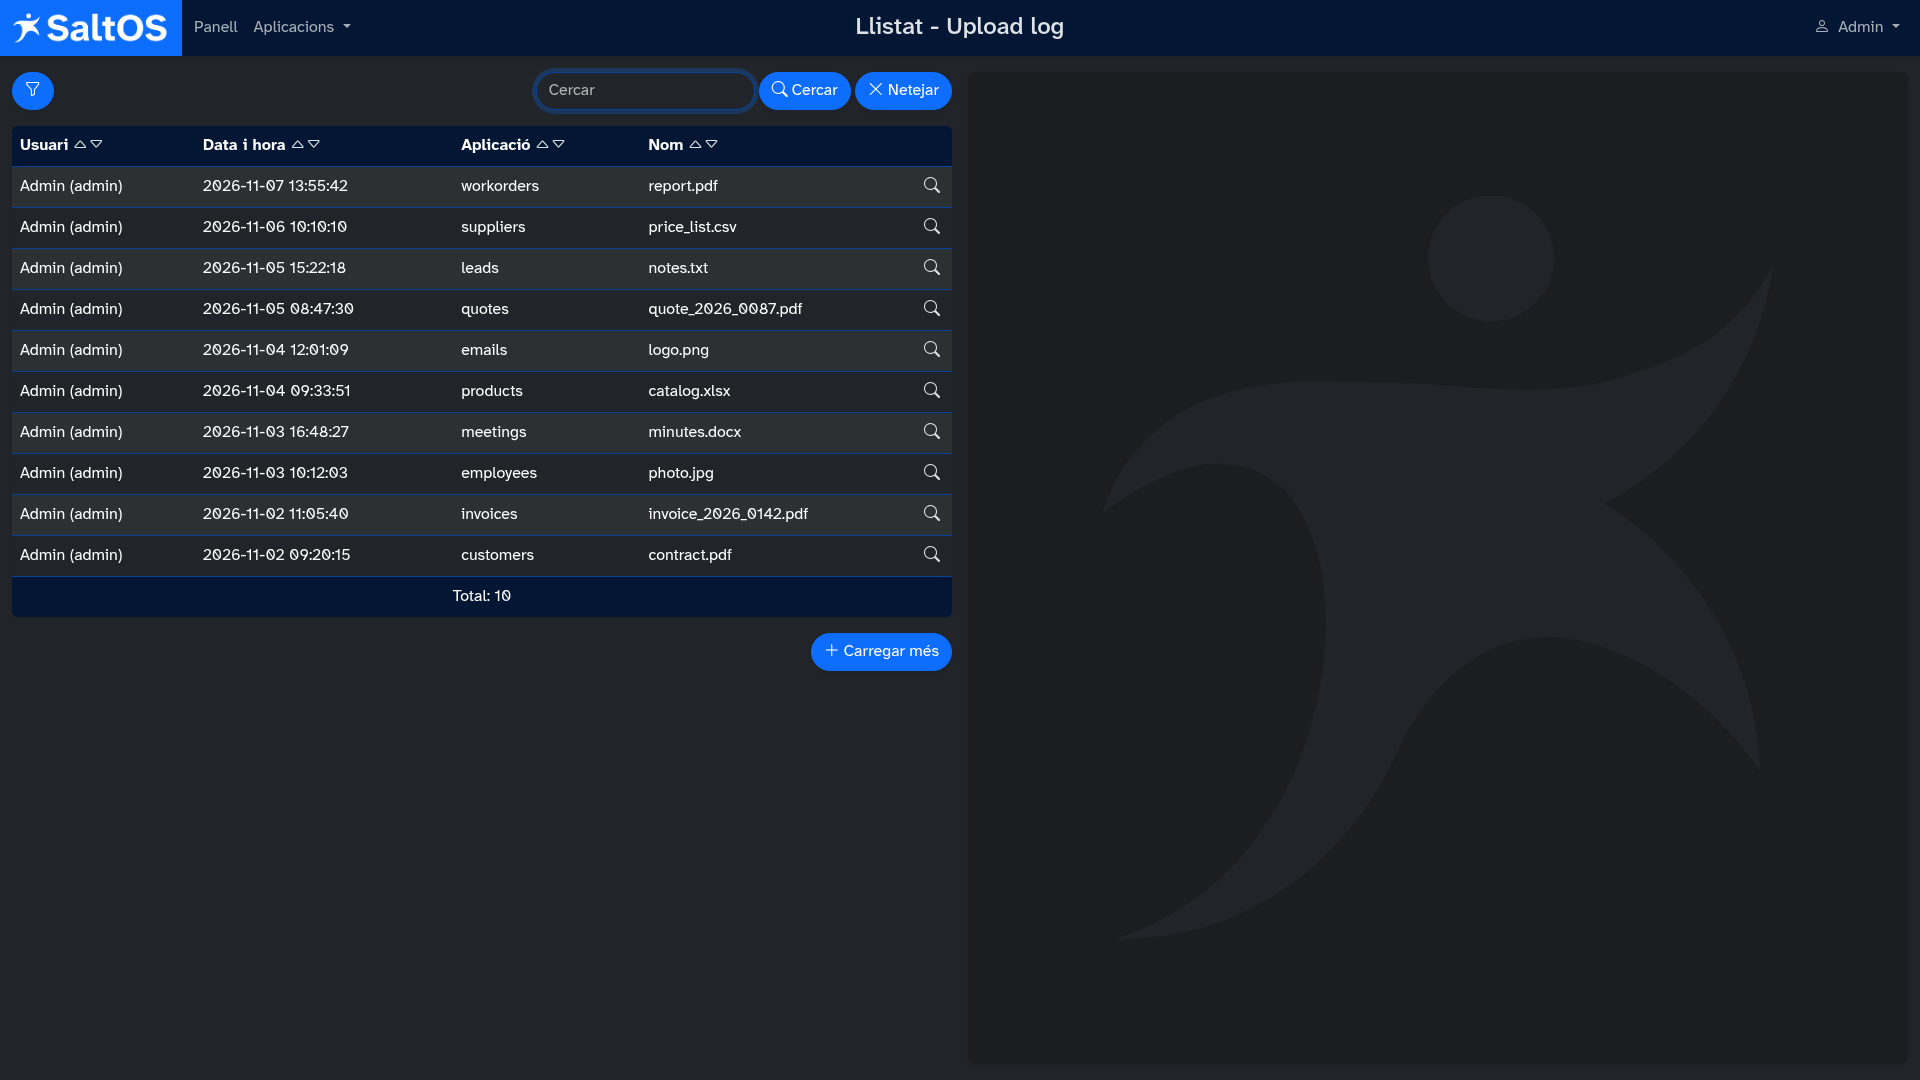 SaltOS Panell Aplicacions Llistat - Upload log Admin
Cercar Cercar Netejar
Usuari Data i hora Aplicació Nom
Admin (admin) 2026-11-07 13:55:42 workorders report.pdf
Admin (admin) 2026-11-06 10:10:10 suppliers price_list.csv
Admin (admin) 2026-11-05 15:22:18 leads notes.txt
Admin (admin) 2026-11-05 08:47:30 quotes quote_2026_0087.pdf
Admin (admin) 2026-11-04 12:01:09 emails logo.png
Admin (admin) 2026-11-04 09:33:51 products catalog.xlsx
Admin (admin) 2026-11-03 16:48:27 meetings minutes.docx
Admin (admin) 2026-11-03 10:12:03 employees photo.jpg
Admin (admin) 2026-11-02 11:05:40 invoices invoice_2026_0142.pdf
Admin (admin) 2026-11-02 09:20:15 customers contract.pdf
Total: 10
Carregar més